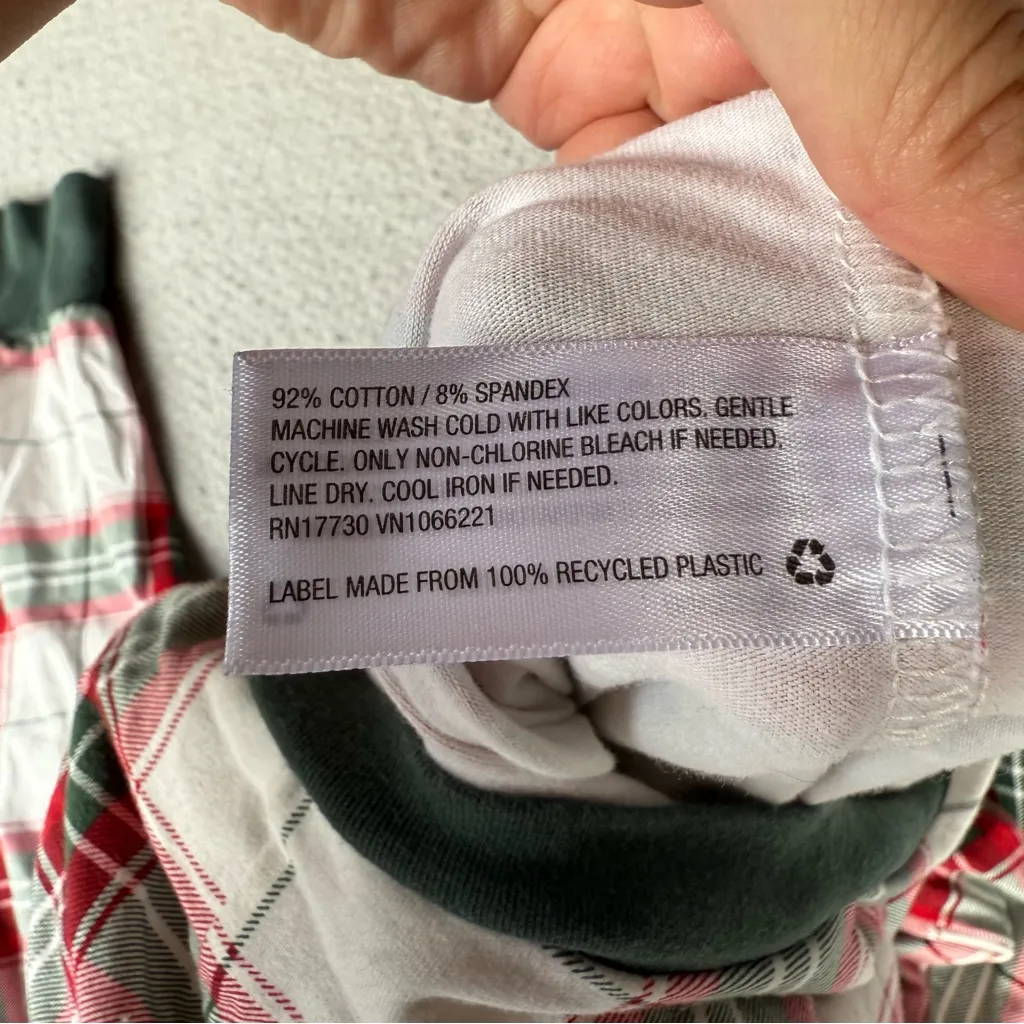 92% COTTON / 8% SPANDEX
MACHINE WASH COLD WITH LIKE COLORS. GENTLE
CYCLE. ONLY NON-CHLORINE BLEACH IF NEEDED.
LINE DRY. COOL IRON IF NEEDED.
RN17730 VN1066221
LABEL MADE FROM 100% RECYCLED PLASTIC